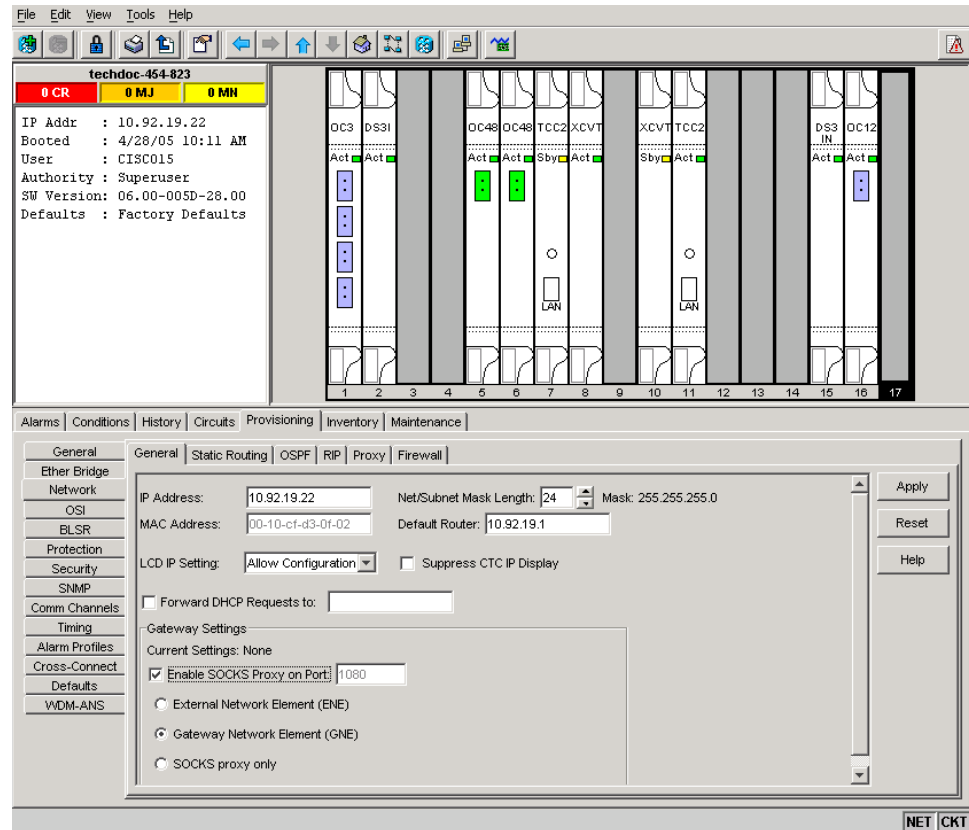 File Edit View Tools Help
techdoc-454-823
0 CR 0 MJ 0 MN
IP Addr : 10.92.19.22
Booted : 4/28/05 10:11 AM
User : CISCO15
Authority : Superuser
SW Version: 06.00-005D-28.00
Defaults : Factory Defaults
OC3 DS3I OC48 OC48 TCC2 XCVT XCVT TCC2 DS3 IN OC12
Act Act Act Act Sby Act Sby Act Act Act
LAN LAN
1 2 3 4 5 6 7 8 9 10 11 12 13 14 15 16 17
Alarms Conditions History Circuits Provisioning Inventory Maintenance
General
Ether Bridge
Network
OSI
BLSR
Protection
Security
SNMP
Comm Channels
Timing
Alarm Profiles
Cross-Connect
Defaults
WDM-ANS
General Static Routing OSPF RIP Proxy Firewall
IP Address: 10.92.19.22 Net/Subnet Mask Length: 24 Mask: 255.255.255.0
MAC Address: 00-10-cf-d3-0f-02 Default Router: 10.92.19.1
LCD IP Setting: Allow Configuration Suppress CTC IP Display
Forward DHCP Requests to:
Gateway Settings
Current Settings: None
Enable SOCKS Proxy on Port: 1080
External Network Element (ENE)
Gateway Network Element (GNE)
SOCKS proxy only
Apply
Reset
Help
NET CKT